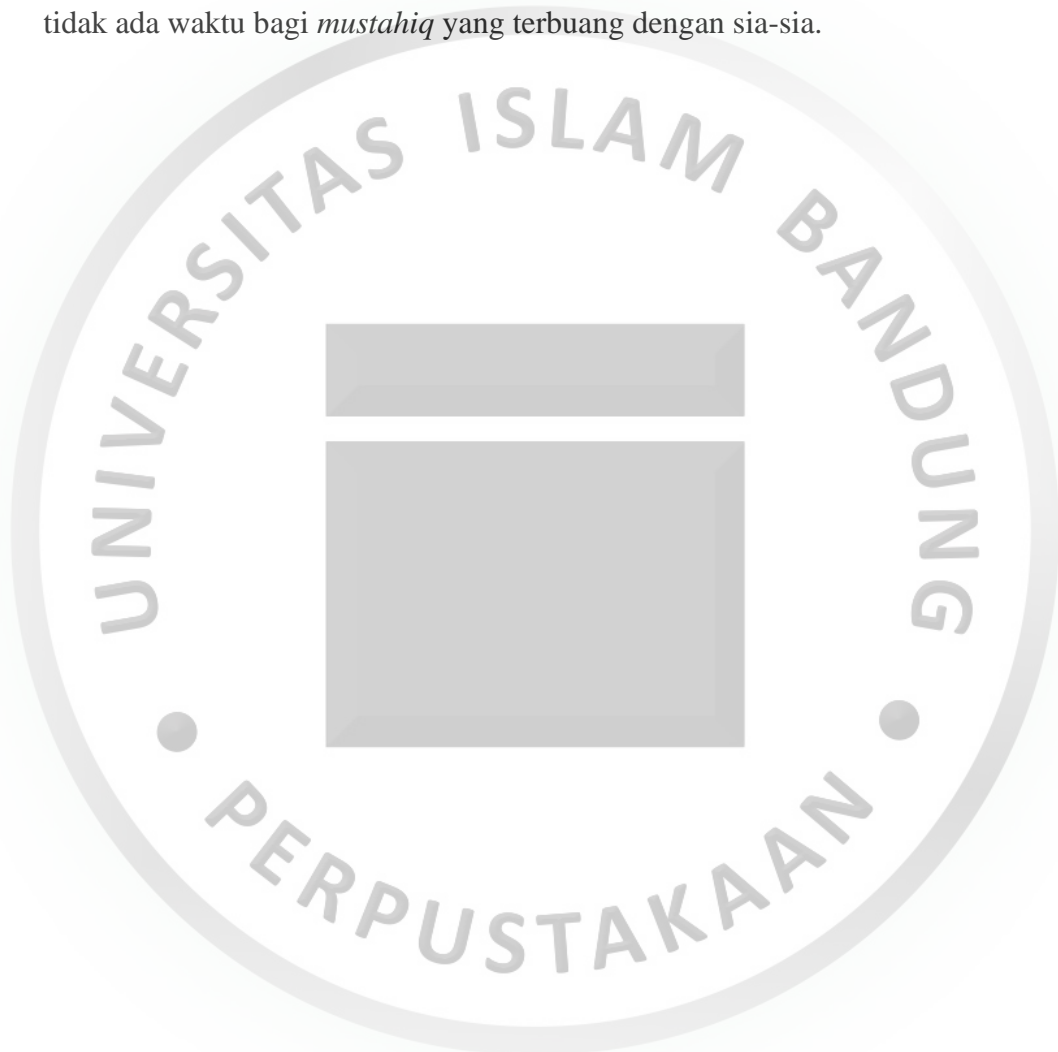 tidak ada waktu bagi mustahiq yang terbuang dengan sia-sia.
UNIVERSITAS ISLAM BANDUNG
PERPUSTAKAAN